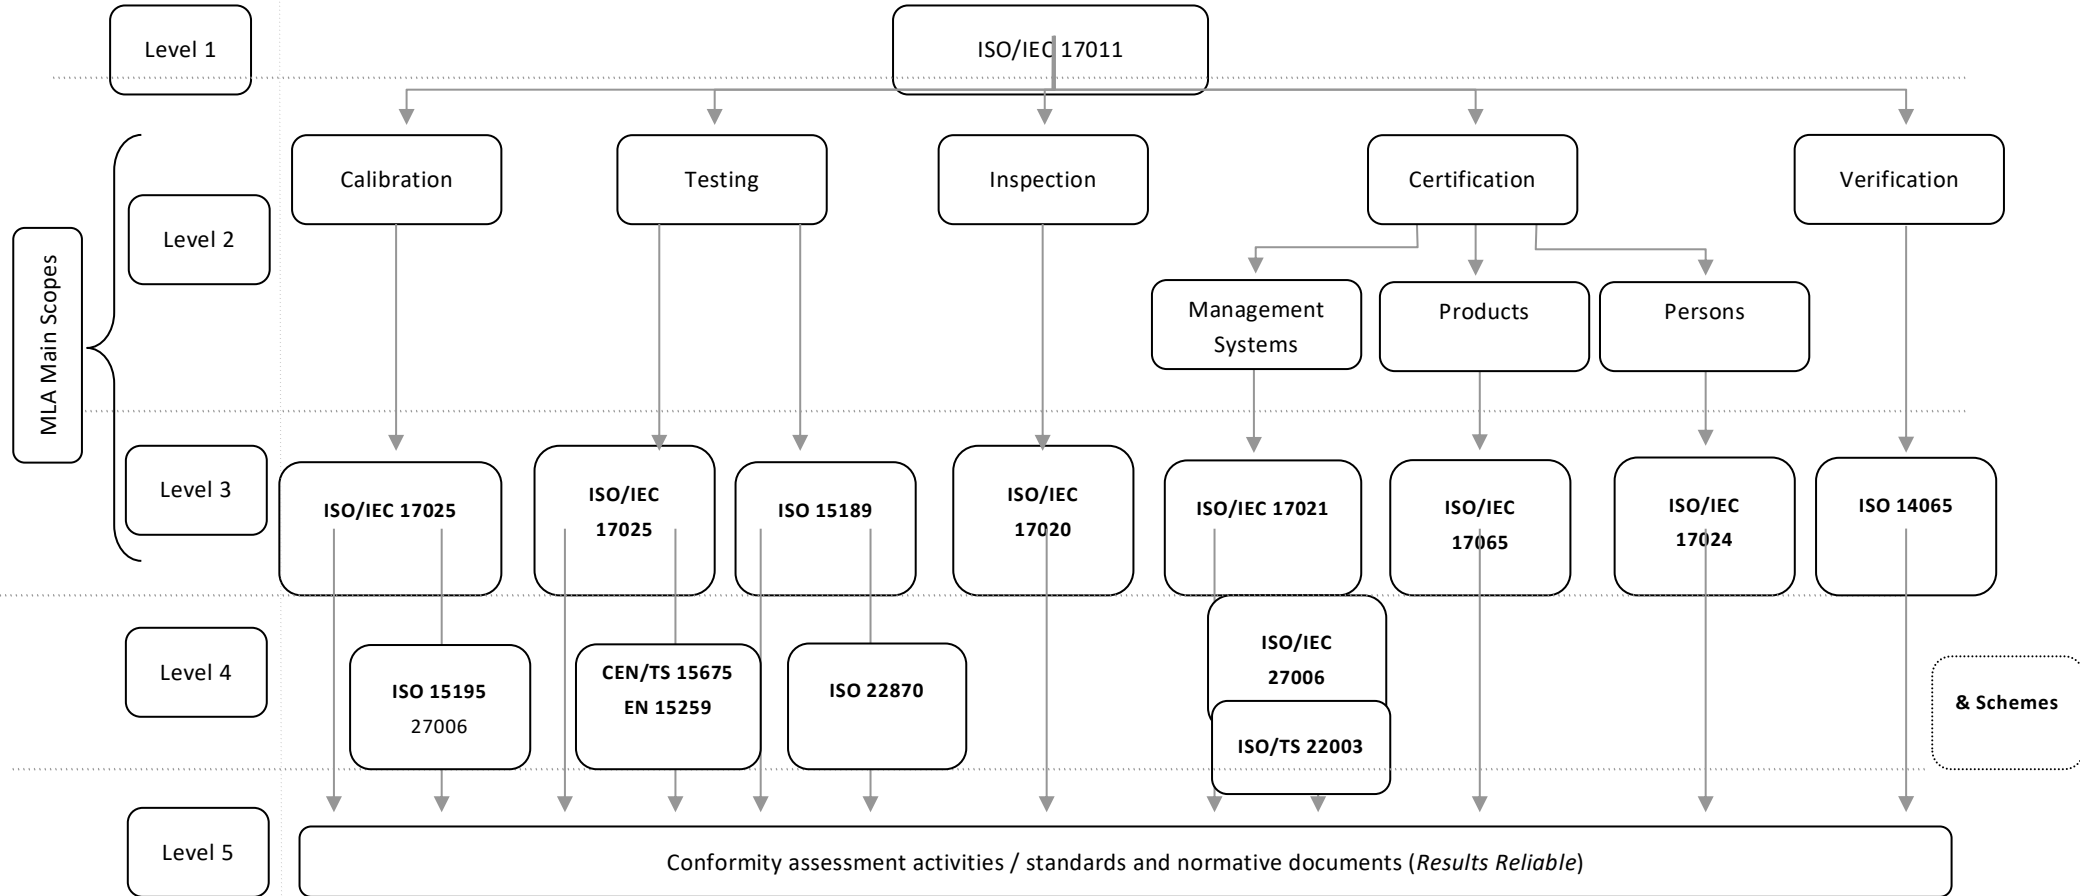 Level 1
ISO/IEC 17011
Calibration
Testing
Inspection
Certification
Verification
Level 2
MLA Main Scopes
Management
Systems
Products
Persons
Level 3
ISO/IEC 17025
ISO/IEC
17025
ISO 15189
ISO/IEC
17020
ISO/IEC 17021
ISO/IEC
17065
ISO/IEC
17024
ISO 14065
Level 4
ISO 15195
27006
CEN/TS 15675
EN 15259
ISO 22870
ISO/IEC
27006
ISO/TS 22003
& Schemes
Level 5
Conformity assessment activities / standards and normative documents (Results Reliable)